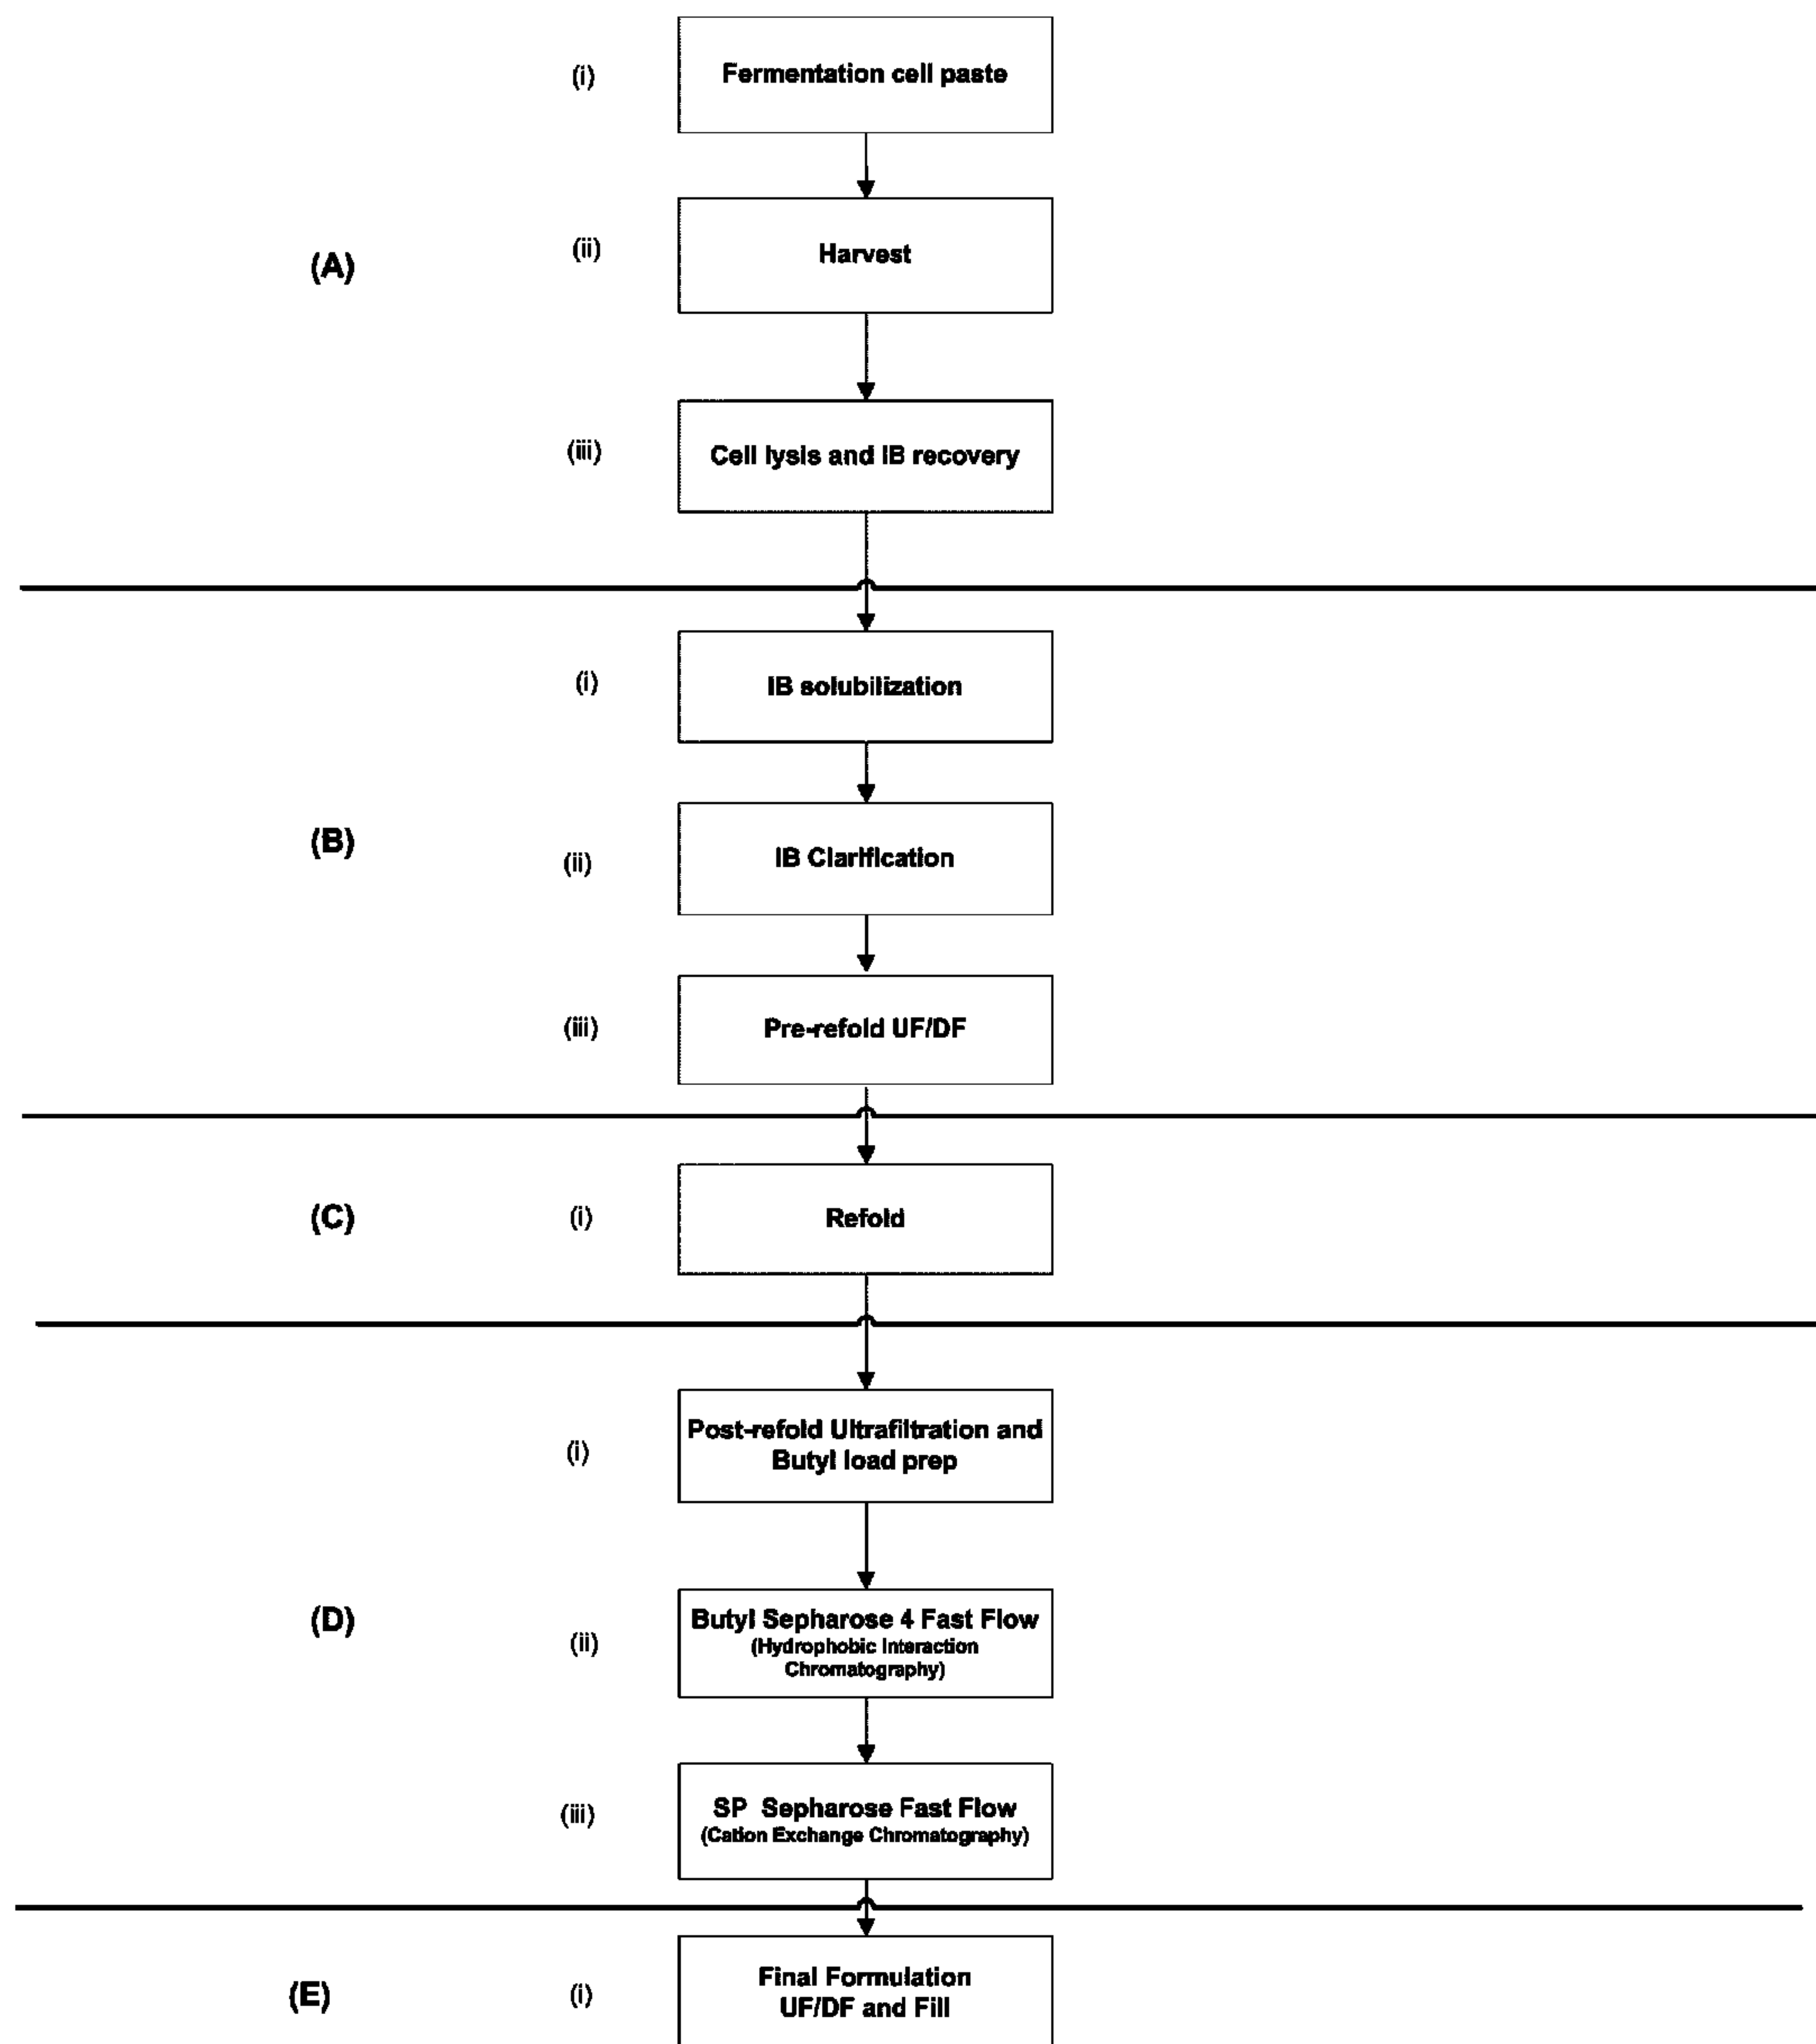 (i)
Fermentation cell paste
(A)
(ii)
Harvest
(iii)
Cell lysis and IB recovery
(i)
IB solubilization
(B)
(ii)
IB Clarification
(iii)
Pre-refold UF/DF
(C)
(i)
Refold
(i)
Post-refold Ultrafiltration and
Butyl load prep
(D)
(ii)
Butyl Sepharose 4 Fast Flow
(Hydrophobic Interaction
Chromatography)
(iii)
SP Sepharose Fast Flow
(Cation Exchange Chromatography)
(E)
(i)
Final Formulation
UF/DF and Fill